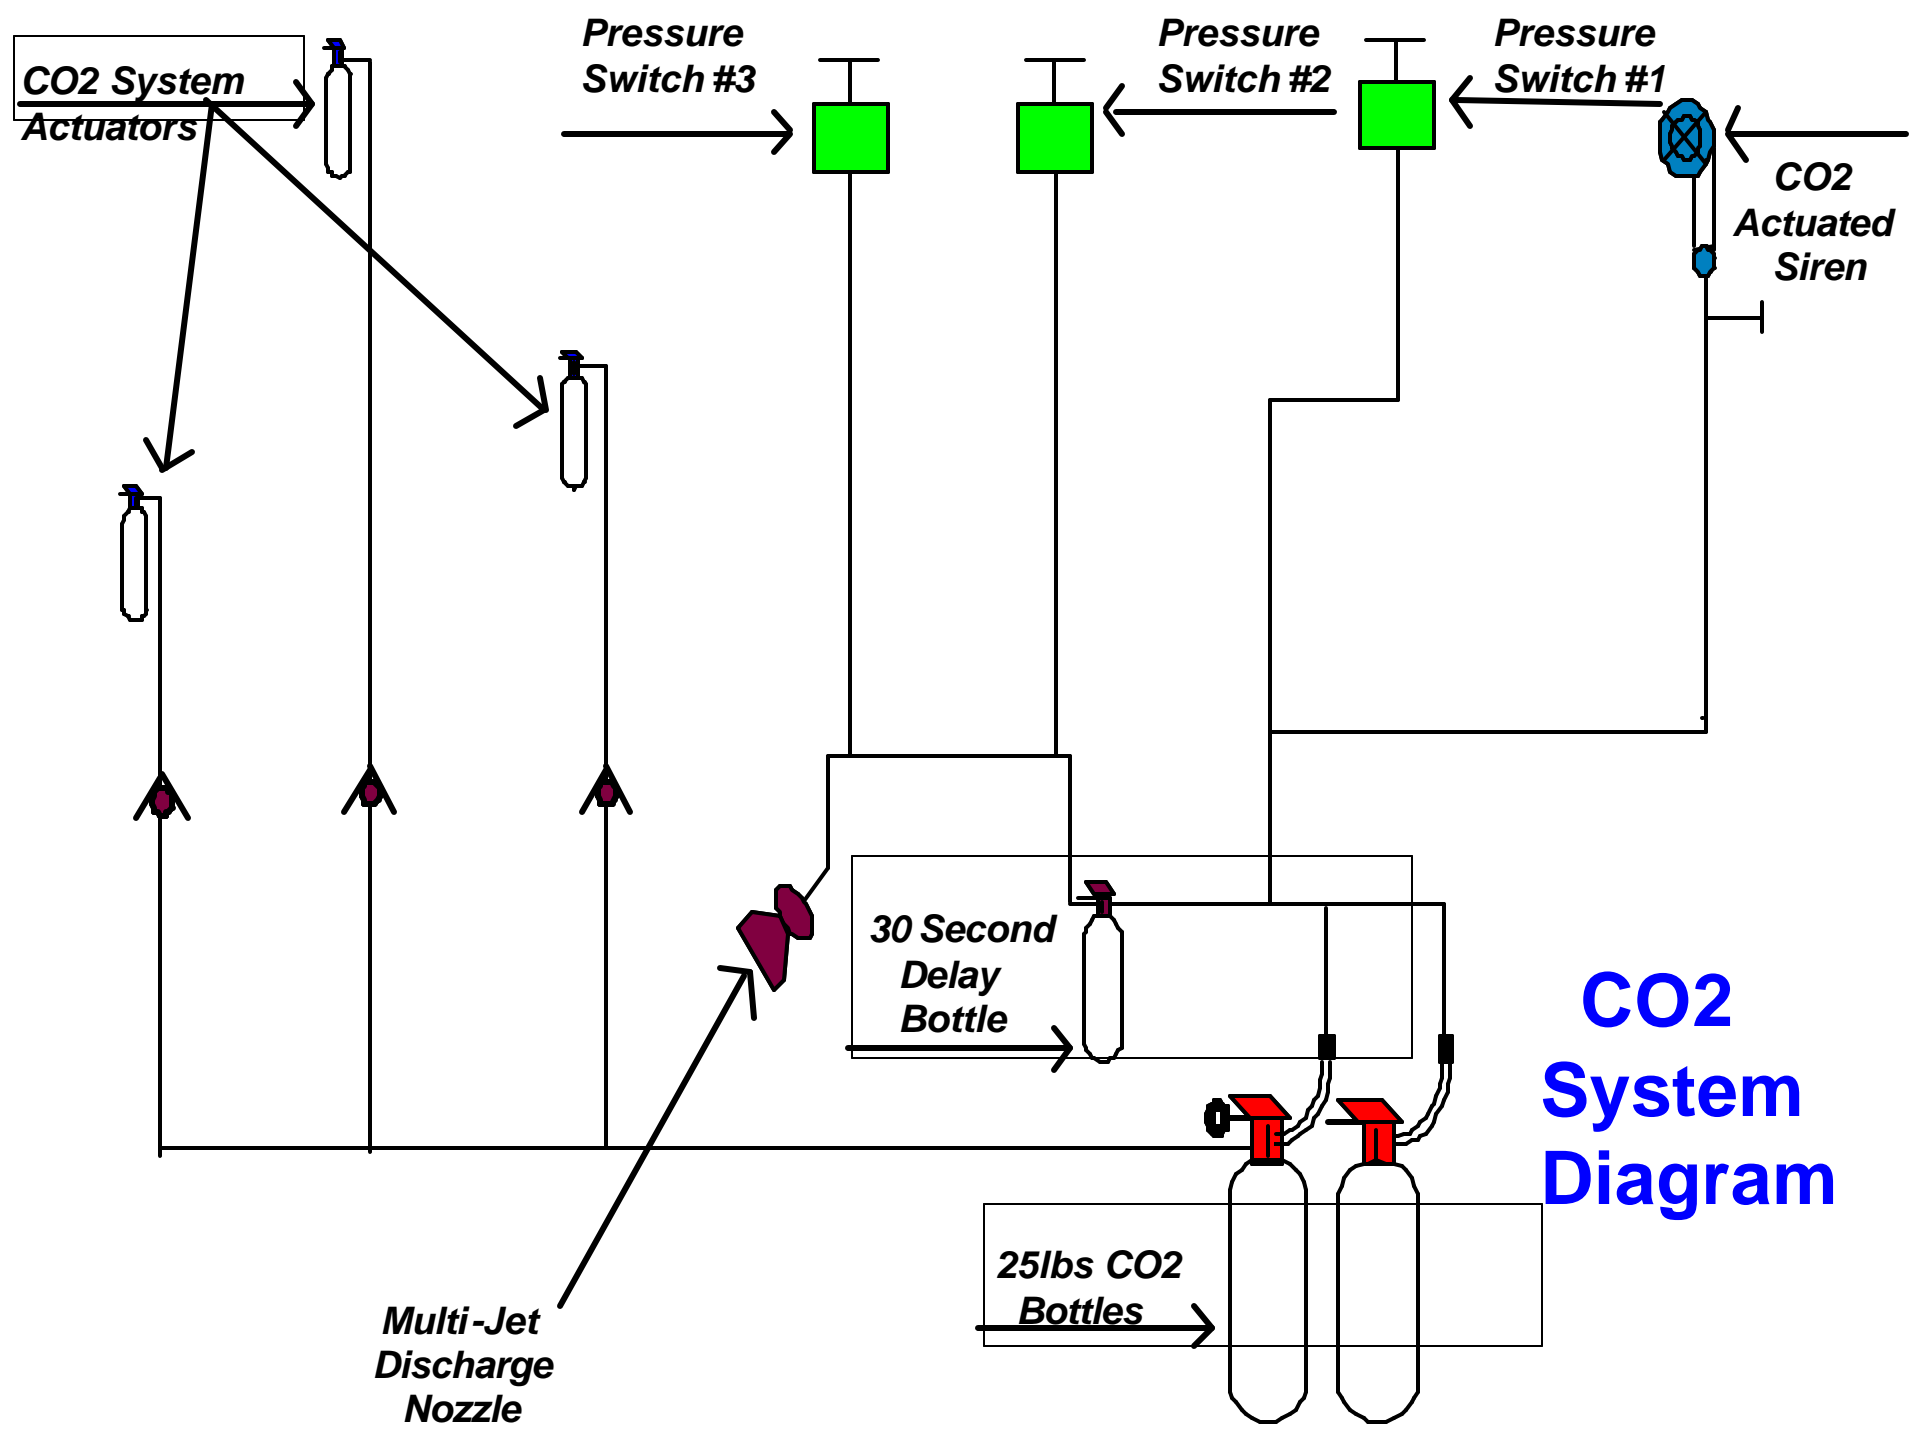 CO2 System
Actuators
Pressure
Switch #3
Pressure
Switch #2
Pressure
Switch #1
CO2
Actuated
Siren
30 Second
Delay
Bottle
CO2
System
Diagram
25lbs CO2
Bottles
Multi-Jet
Discharge
Nozzle